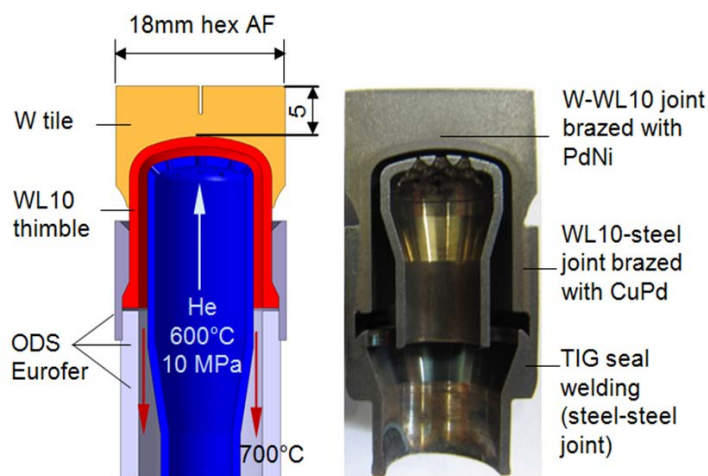 18mm hex AF
5
W tile
WL10
thimble
He
600°C
10 MPa
ODS
Eurofer
700°C
W-WL10 joint
brazed with
PdNi
WL10-steel
joint brazed
with CuPd
TIG seal
welding
(steel-steel
joint)